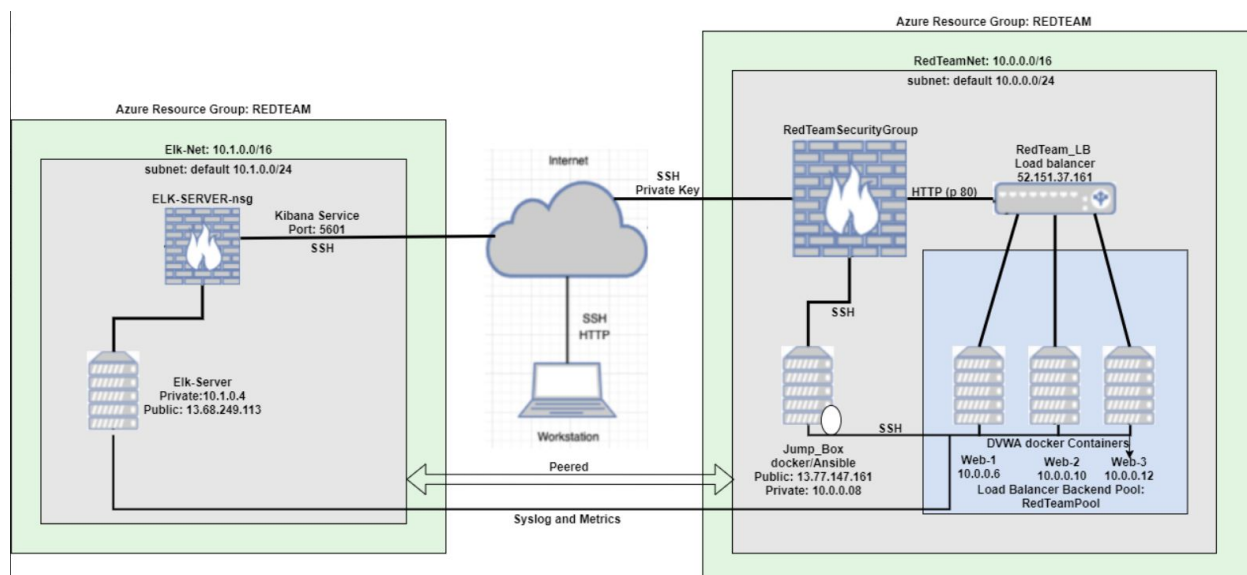 Azure Resource Group: REDTEAM
RedTeamNet: 10.0.0.0/16
subnet: default 10.0.0.0/24
Azure Resource Group: REDTEAM
Elk-Net: 10.1.0.0/16
subnet: default 10.1.0.0/24
ELK-SERVER-nsg
Kibana Service
Port: 5601
SSH
Elk-Server
Private:10.1.0.4
Public: 13.68.249.113
Internet
SSH
HTTP
Workstation
SSH
Private Key
RedTeamSecurityGroup
HTTP (p 80)
RedTeam_LB
Load balancer
52.151.37.161
SSH
Jump_Box
docker/Ansible
Public: 13.77.147.161
Private: 10.0.0.08
SSH
DVWA docker Containers
Web-1
10.0.0.6
Web-2
10.0.0.10
Web-3
10.0.0.12
Load Balancer Backend Pool:
RedTeamPool
Peered
Syslog and Metrics